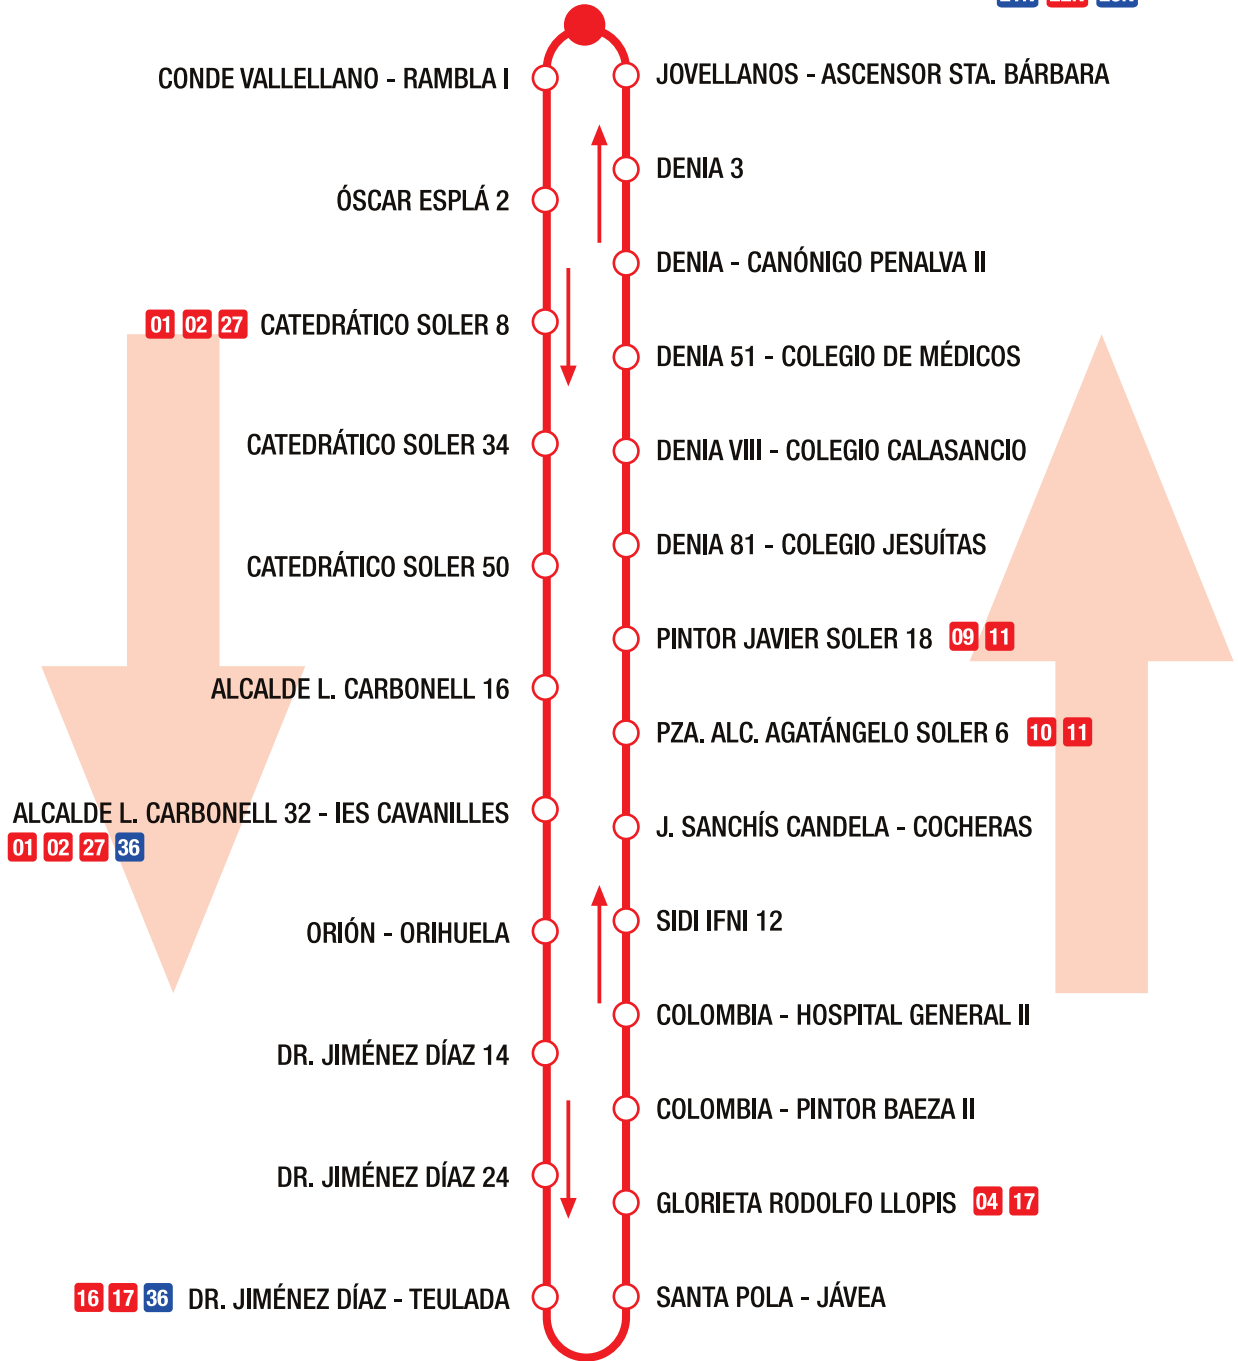 CONDE VALLELLANO - RAMBLA I
ÓSCAR ESPLÁ 2
01 02 27 CATEDRÁTICO SOLER 8
CATEDRÁTICO SOLER 34
CATEDRÁTICO SOLER 50
ALCALDE L. CARBONELL 16
ALCALDE L. CARBONELL 32 - IES CAVANILLES
01 02 27 36
ORIÓN - ORIHUELA
DR. JIMÉNEZ DÍAZ 14
DR. JIMÉNEZ DÍAZ 24
16 17 36 DR. JIMÉNEZ DÍAZ - TEULADA
JOVELLANOS - ASCENSOR STA. BÁRBARA
DENIA 3
DENIA - CANÓNIGO PENALVA II
DENIA 51 - COLEGIO DE MÉDICOS
DENIA VIII - COLEGIO CALASANCIO
DENIA 81 - COLEGIO JESUÍTAS
PINTOR JAVIER SOLER 18 09 11
PZA. ALC. AGATÁNGELO SOLER 6 10 11
J. SANCHÍS CANDELA - COCHERAS
SIDI IFNI 12
COLOMBIA - HOSPITAL GENERAL II
COLOMBIA - PINTOR BAEZA II
GLORIETA RODOLFO LLOPIS 04 17
SANTA POLA - JÁVEA